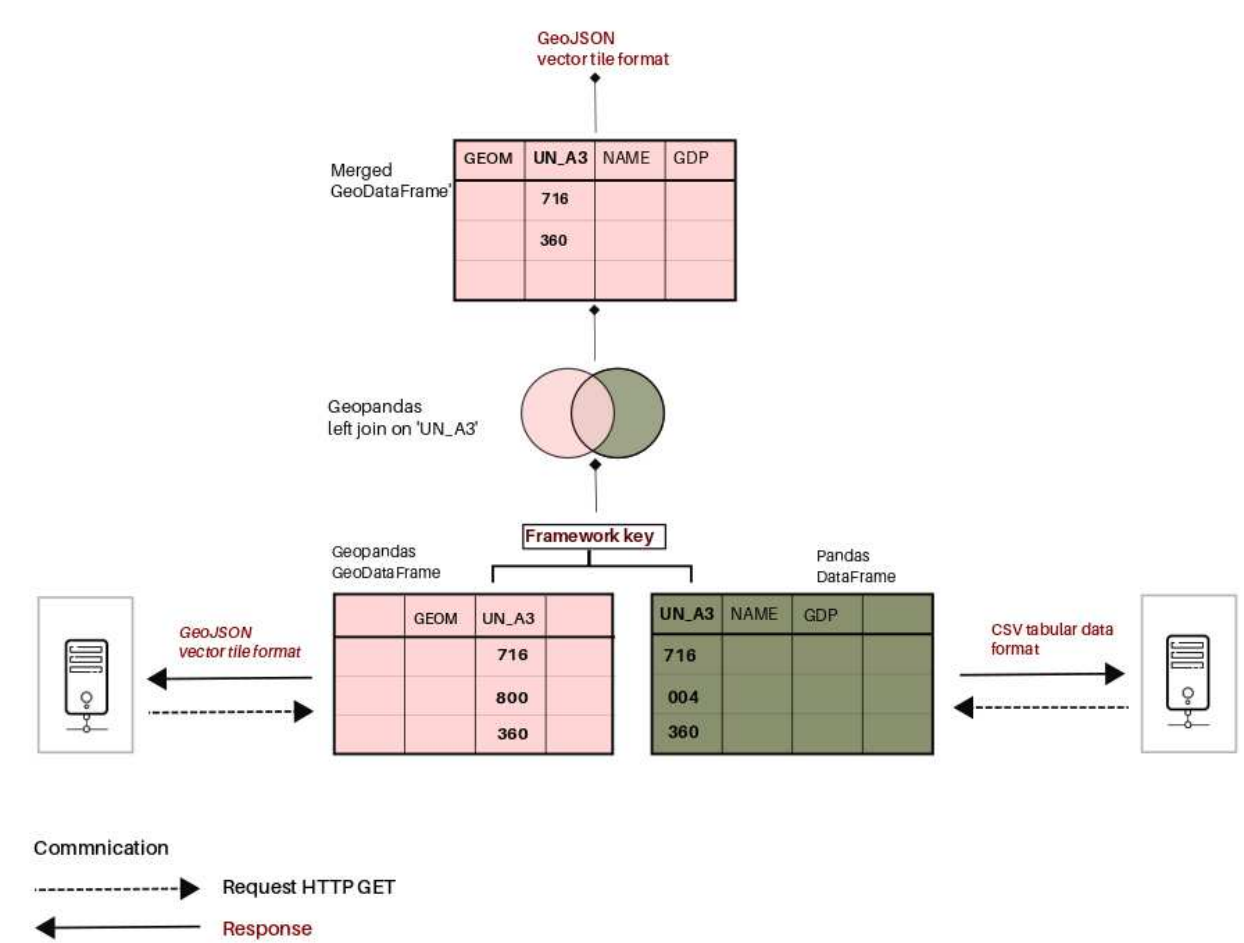 GeoJSON
vector tile format
Merged
GeoDataFrame'
GEOM UN_A3 NAME GDP
716
360
Geopandas
left join on 'UN_A3'
Framework key
Geopandas
GeoDataFrame
Pandas
DataFrame
GeoJSON
vector tile format
GEOM UN_A3
716
800
360
UN_A3 NAME GDP
716
004
360
CSV tabular data
format
Commnication
Request HTTP GET
Response